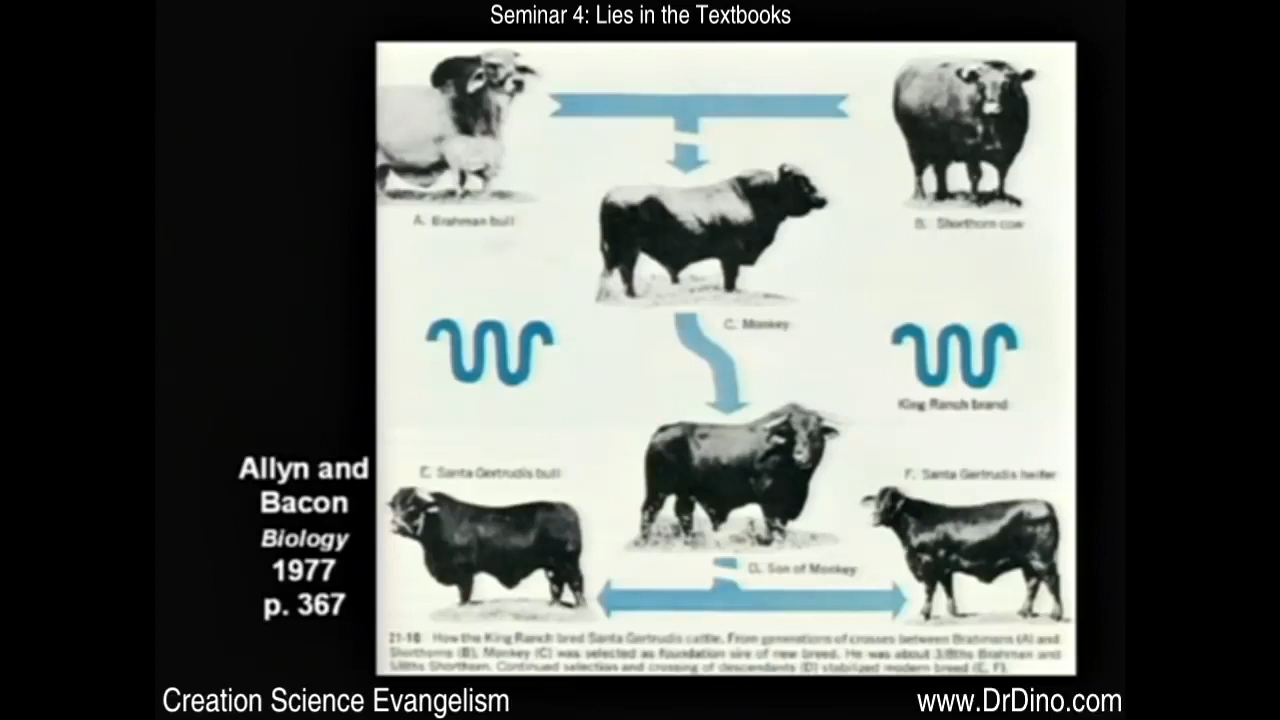 Seminar 4: Lies in the Textbooks
A. Brahman bull
B. Shorthorn cow
C. Monkey
King Ranch brand
Allyn and
Bacon
Biology
1977
p. 367
E. Santa Gertrudis bull
F. Santa Gertrudis heifer
D. Son of Monkey
21-18 How the King Ranch bred Santa Gertrudis cattle. From generations of crosses between Brahmans (A) and
Shorthorns (B), Monkey (C) was selected as foundation sire of new breed. He was about 3/8ths Brahman and
5/8ths Shorthorn. Continued selection and crossing of descendants (D) stabilized modern breed (E, F).
Creation Science Evangelism
www.DrDino.com